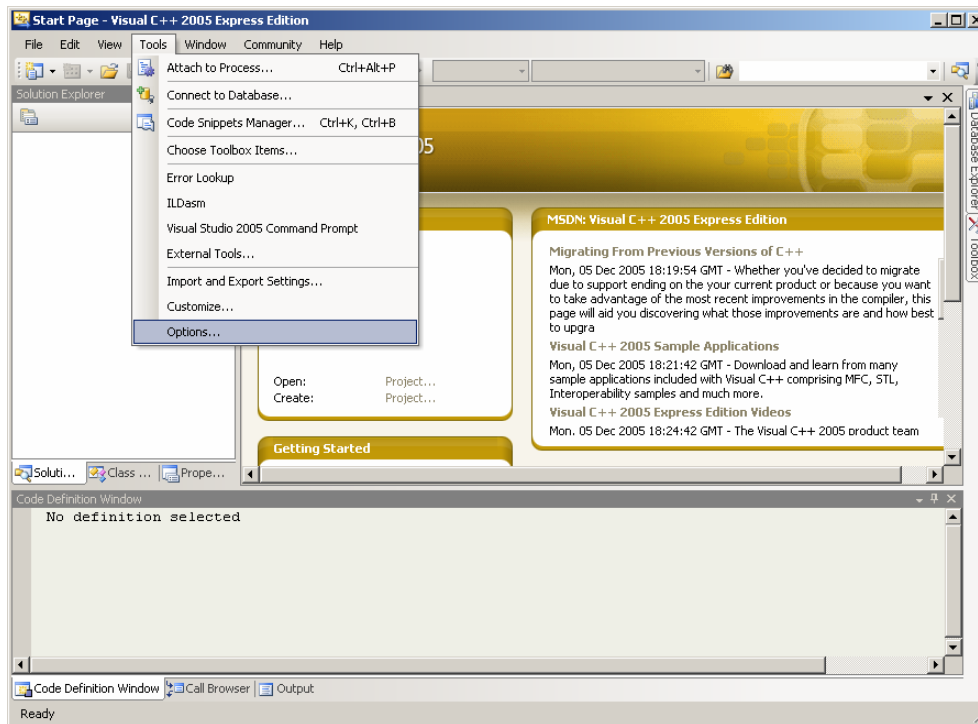 Start Page - Visual C++ 2005 Express Edition
File Edit View Tools Window Community Help
Solution Explorer
Attach to Process... Ctrl+Alt+P
Connect to Database...
Code Snippets Manager... Ctrl+K, Ctrl+B
Choose Toolbox Items...
Error Lookup
ILDasm
Visual Studio 2005 Command Prompt
External Tools...
Import and Export Settings...
Customize...
Options...
05
Open: Project...
Create: Project...
Getting Started
MSDN: Visual C++ 2005 Express Edition
Migrating From Previous Versions of C++
Mon, 05 Dec 2005 18:19:54 GMT - Whether you've decided to migrate
due to support ending on the your current product or because you want
to take advantage of the most recent improvements in the compiler, this
page will aid you discovering what those improvements are and how best
to upgra
Visual C++ 2005 Sample Applications
Mon, 05 Dec 2005 18:21:42 GMT - Download and learn from many
sample applications included with Visual C++ comprising MFC, STL,
Interoperability samples and much more.
Visual C++ 2005 Express Edition Videos
Mon, 05 Dec 2005 18:24:42 GMT - The Visual C++ 2005 product team
Database Explorer
Toolbox
Soluti... Class ... Prope...
Code Definition Window
No definition selected
Code Definition Window Call Browser Output
Ready